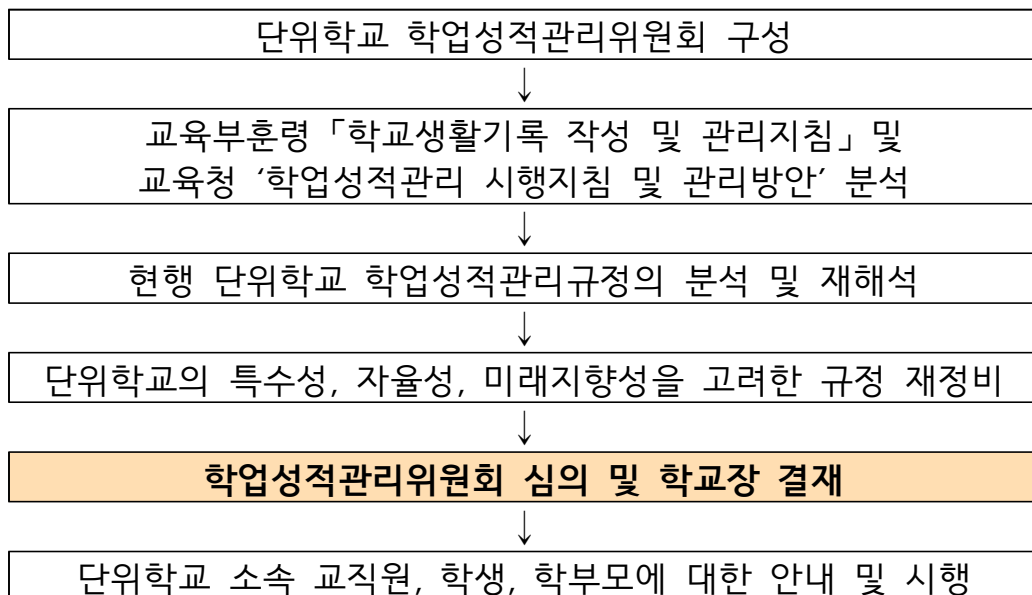 단위학교 학업성적관리위원회 구성
↓
교육부훈령 「학교생활기록 작성 및 관리지침」 및
교육청 ‘학업성적관리 시행지침 및 관리방안’ 분석
↓
현행 단위학교 학업성적관리규정의 분석 및 재해석
↓
단위학교의 특수성, 자율성, 미래지향성을 고려한 규정 재정비
↓
학업성적관리위원회 심의 및 학교장 결재
↓
단위학교 소속 교직원, 학생, 학부모에 대한 안내 및 시행